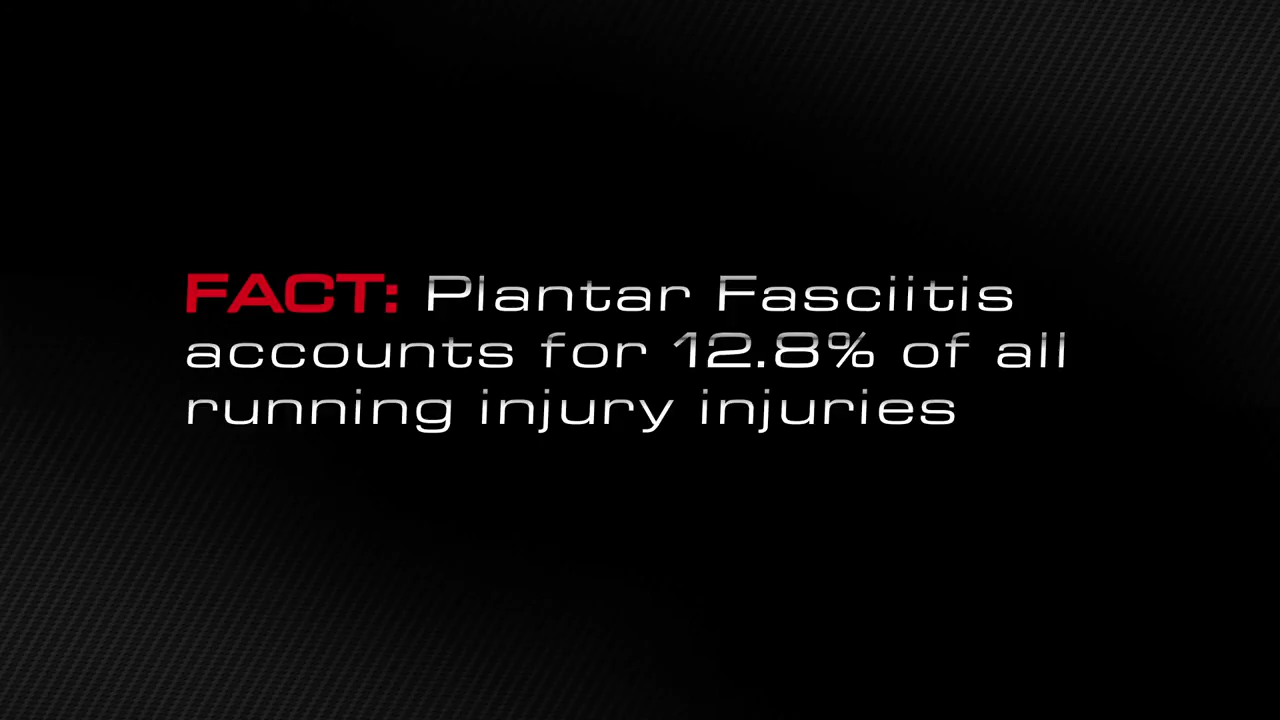 FACT: Plantar Fasciitis
accounts for 12.8% of all
running injury injuries